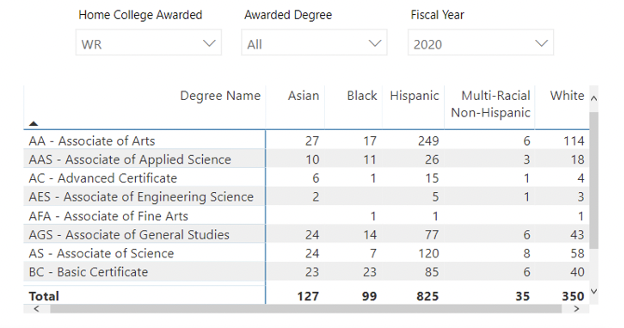 Home College Awarded Awarded Degree Fiscal Year
WR All 2020
Degree Name Asian Black Hispanic Multi-Racial White
Non-Hispanic
AA - Associate of Arts 27 17 249 6 114
AAS - Associate of Applied Science 10 11 26 3 18
AC - Advanced Certificate 6 1 15 1 4
AES - Associate of Engineering Science 2 5 1 3
AFA - Associate of Fine Arts 1 1 1
AGS - Associate of General Studies 24 14 77 6 43
AS - Associate of Science 24 7 120 8 58
BC - Basic Certificate 23 23 85 6 40
Total 127 99 825 35 350